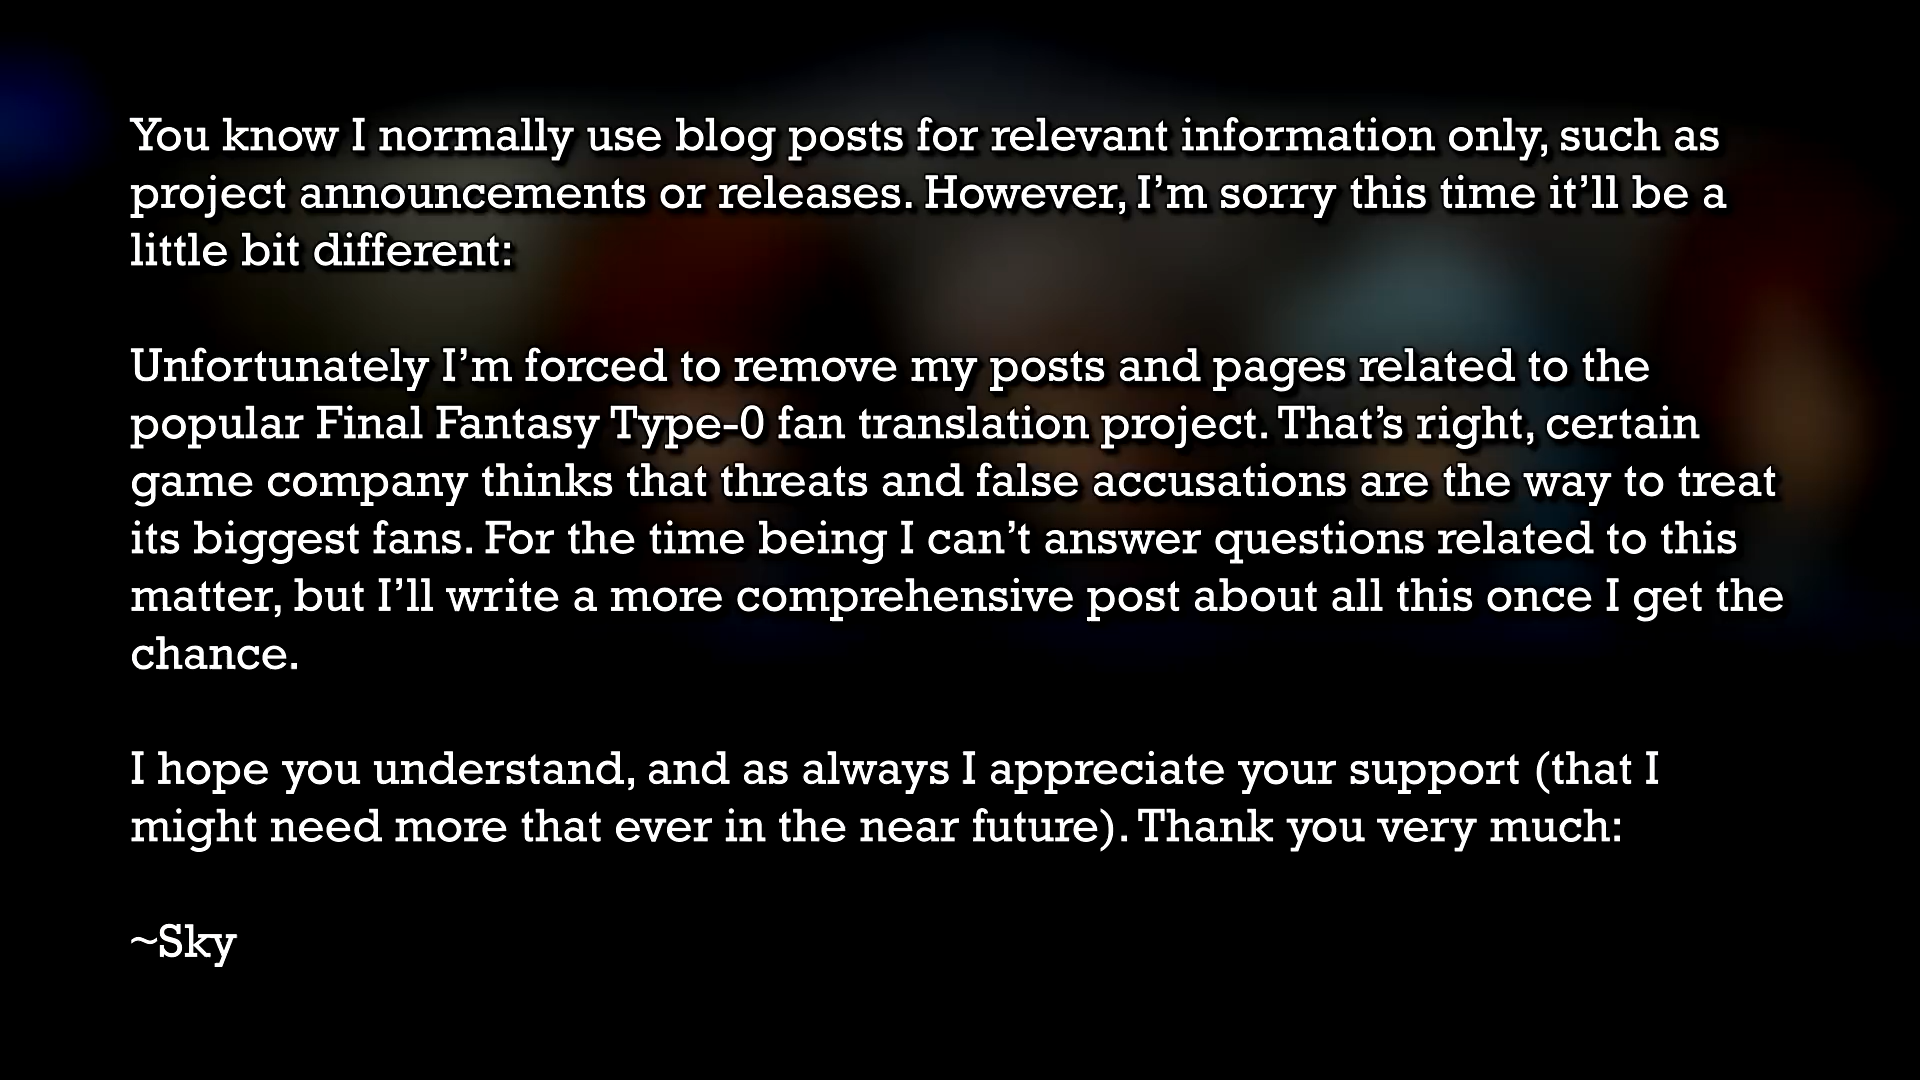 You know I normally use blog posts for relevant information only, such as
project announcements or releases. However, I’m sorry this time it’ll be a
little bit different:
Unfortunately I’m forced to remove my posts and pages related to the
popular Final Fantasy Type-0 fan translation project. That’s right, certain
game company thinks that threats and false accusations are the way to treat
its biggest fans. For the time being I can’t answer questions related to this
matter, but I’ll write a more comprehensive post about all this once I get the
chance.
I hope you understand, and as always I appreciate your support (that I
might need more that ever in the near future). Thank you very much:
~Sky